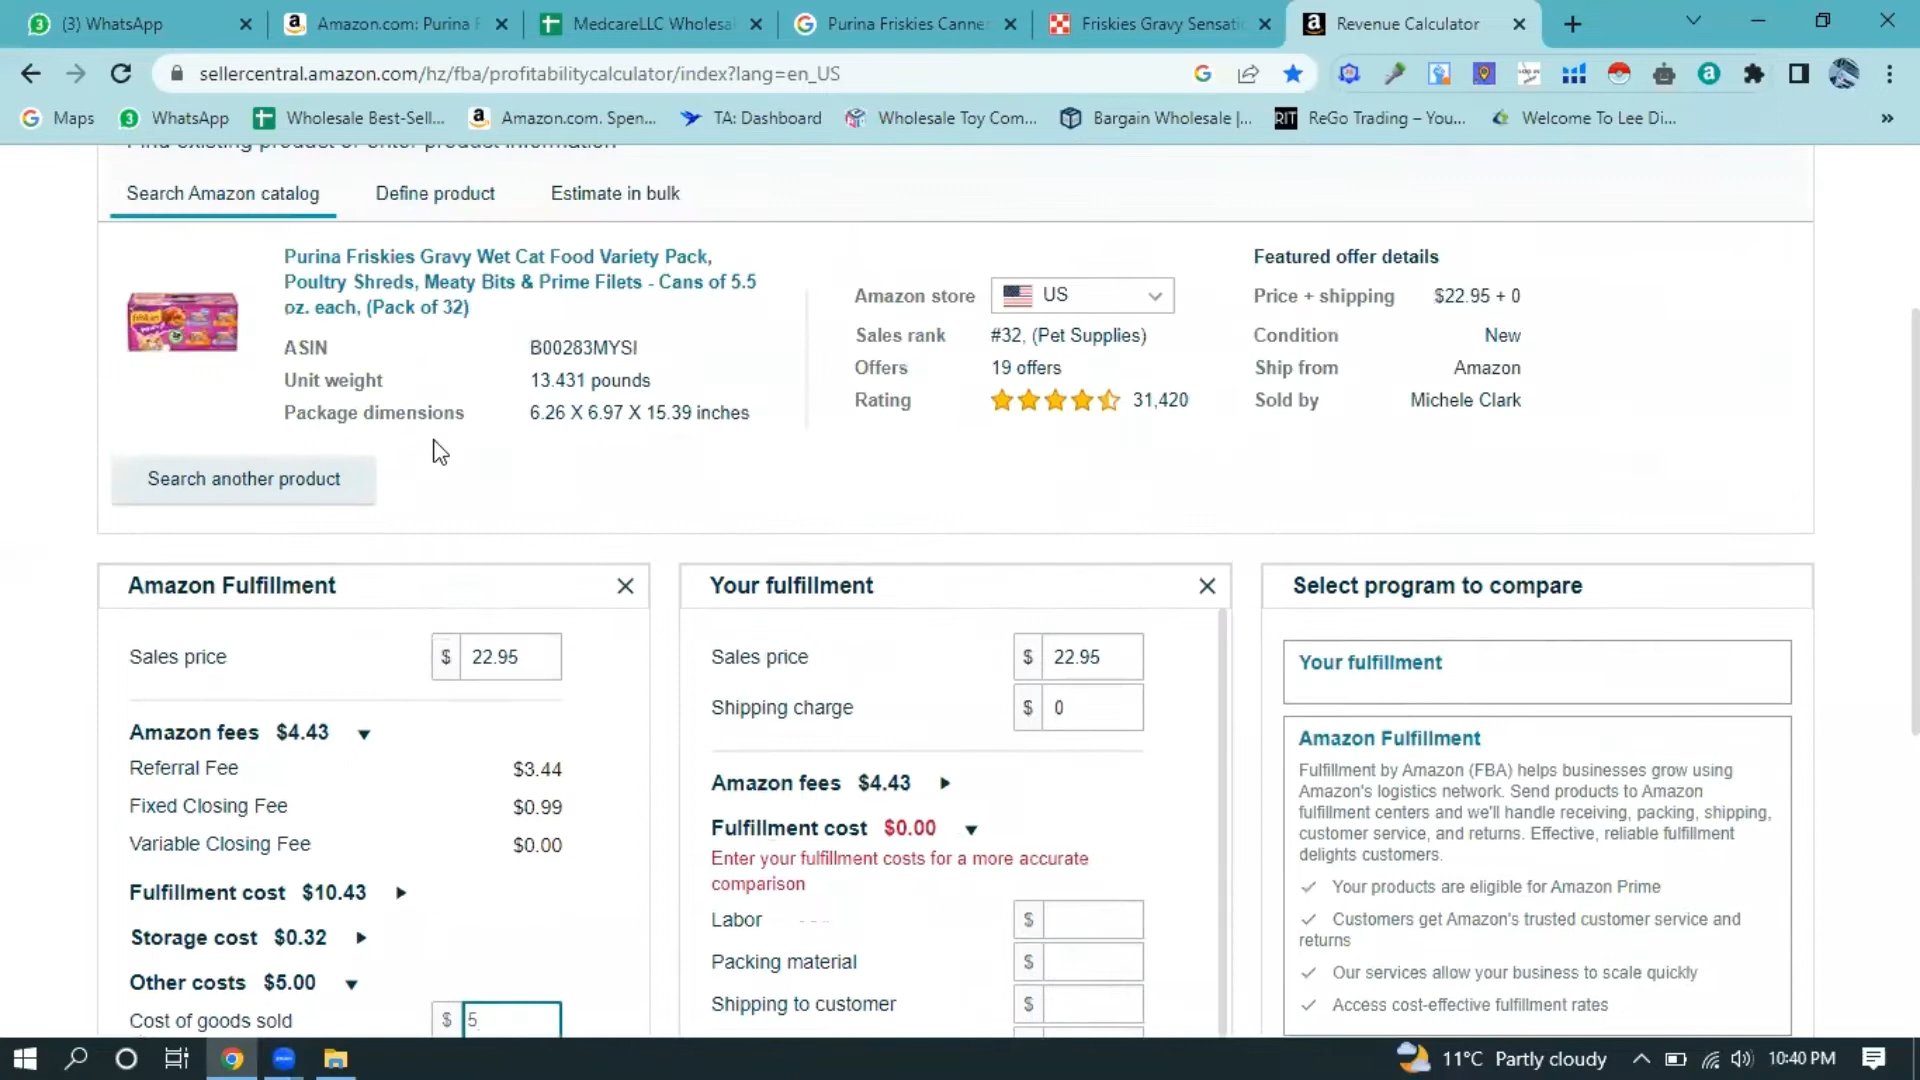 (3) WhatsApp
Amazon.com: Purina F
MedcareLLC Wholesa
Purina Friskies Canne
Friskies Gravy Sensati
Revenue Calculator
sellercentral.amazon.com/hz/fba/profitabilitycalculator/index?lang=en_US
Maps
WhatsApp
Wholesale Best-Sell...
Amazon.com. Spen...
TA: Dashboard
Wholesale Toy Com...
Bargain Wholesale |...
RIT ReGo Trading – You...
Welcome To Lee Di...
»
Find existing product or enter product information
Search Amazon catalog
Define product
Estimate in bulk
Purina Friskies Gravy Wet Cat Food Variety Pack,
Poultry Shreds, Meaty Bits & Prime Filets - Cans of 5.5
oz. each, (Pack of 32)
ASIN B00283MYSI
Unit weight 13.431 pounds
Package dimensions 6.26 X 6.97 X 15.39 inches
Amazon store US
Sales rank #32, (Pet Supplies)
Offers 19 offers
Rating 31,420
Featured offer details
Price + shipping $22.95 + 0
Condition New
Ship from Amazon
Sold by Michele Clark
Search another product
Amazon Fulfillment
Sales price $ 22.95
Amazon fees $4.43
Referral Fee $3.44
Fixed Closing Fee $0.99
Variable Closing Fee $0.00
Fulfillment cost $10.43
Storage cost $0.32
Other costs $5.00
Cost of goods sold $ 5
Your fulfillment
Sales price $ 22.95
Shipping charge $ 0
Amazon fees $4.43
Fulfillment cost $0.00
Enter your fulfillment costs for a more accurate
comparison
Labor $
Packing material $
Shipping to customer $
Select program to compare
Your fulfillment
Amazon Fulfillment
Fulfillment by Amazon (FBA) helps businesses grow using
Amazon's logistics network. Send products to Amazon
fulfillment centers and we'll handle receiving, packing, shipping,
customer service, and returns. Effective, reliable fulfillment
delights customers.
Your products are eligible for Amazon Prime
Customers get Amazon's trusted customer service and
returns
Our services allow your business to scale quickly
Access cost-effective fulfillment rates
11°C Partly cloudy
10:40 PM